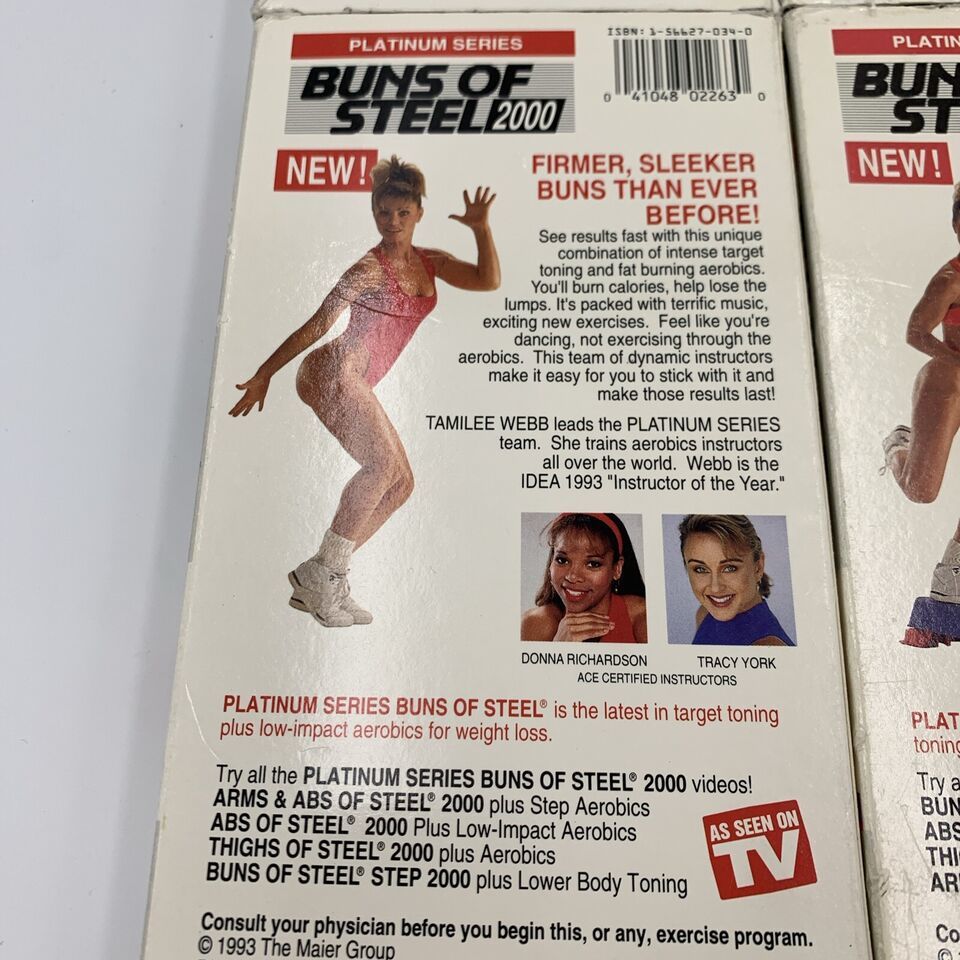 PLATINUM SERIES
BUNS OF
STEEL 2000
NEW!
ISBN: 1-56627-034-0
0 41048 02263 0
FIRMER, SLEEKER
BUNS THAN EVER
BEFORE!
See results fast with this unique
combination of intense target
toning and fat burning aerobics.
You'll burn calories, help lose the
lumps. It's packed with terrific music,
exciting new exercises. Feel like you're
dancing, not exercising through the
aerobics. This team of dynamic instructors
make it easy for you to stick with it and
make those results last!
TAMILEE WEBB leads the PLATINUM SERIES
team. She trains aerobics instructors
all over the world. Webb is the
IDEA 1993 "Instructor of the Year."
DONNA RICHARDSON TRACY YORK
ACE CERTIFIED INSTRUCTORS
PLATINUM SERIES BUNS OF STEEL® is the latest in target toning
plus low-impact aerobics for weight loss.
Try all the PLATINUM SERIES BUNS OF STEEL® 2000 videos!
ARMS & ABS OF STEEL® 2000 plus Step Aerobics
ABS OF STEEL® 2000 Plus Low-Impact Aerobics
THIGHS OF STEEL® 2000 plus Aerobics
BUNS OF STEEL® STEP 2000 plus Lower Body Toning
AS SEEN ON
TV
Consult your physician before you begin this, or any, exercise program.
© 1993 The Maier Group
PLATIN
BUN
ST
NEW!
PLAT
toning
Try a
BUN
ABS
THI
AR
Co
©